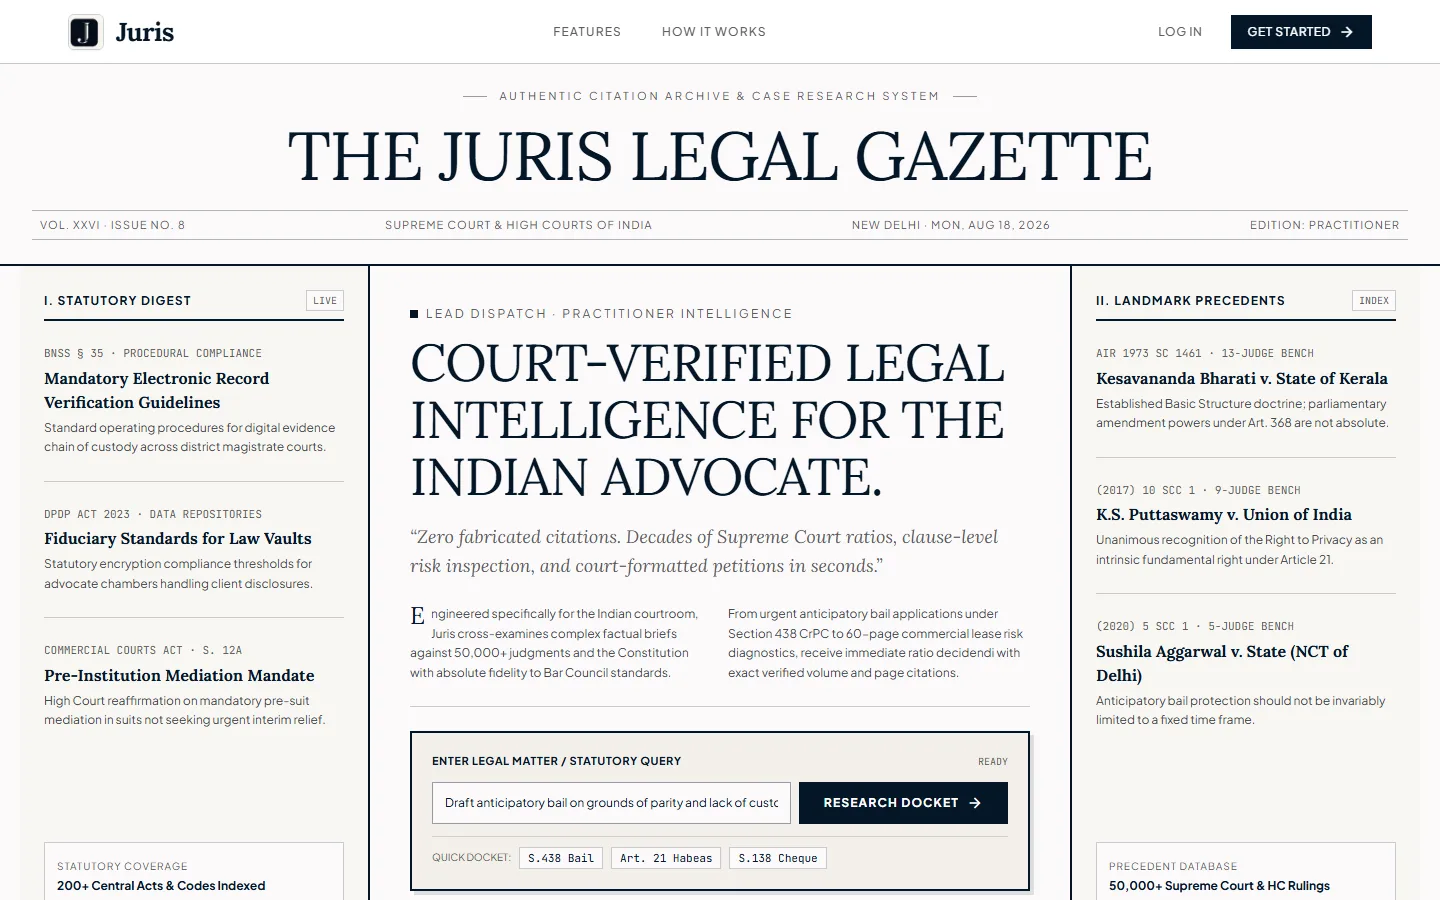 J Juris
FEATURES
HOW IT WORKS
LOG IN
GET STARTED →
AUTHENTIC CITATION ARCHIVE & CASE RESEARCH SYSTEM
THE JURIS LEGAL GAZETTE
VOL. XXVI · ISSUE NO. 8
SUPREME COURT & HIGH COURTS OF INDIA
NEW DELHI · MON, AUG 18, 2026
EDITION: PRACTITIONER
I. STATUTORY DIGEST
LIVE
BNSS § 35 · PROCEDURAL COMPLIANCE
Mandatory Electronic Record
Verification Guidelines
Standard operating procedures for digital evidence
chain of custody across district magistrate courts.
DPDP ACT 2023 · DATA REPOSITORIES
Fiduciary Standards for Law Vaults
Statutory encryption compliance thresholds for
advocate chambers handling client disclosures.
COMMERCIAL COURTS ACT · S. 12A
Pre-Institution Mediation Mandate
High Court reaffirmation on mandatory pre-suit
mediation in suits not seeking urgent interim relief.
STATUTORY COVERAGE
200+ Central Acts & Codes Indexed
LEAD DISPATCH · PRACTITIONER INTELLIGENCE
COURT-VERIFIED LEGAL
INTELLIGENCE FOR THE
INDIAN ADVOCATE.
“Zero fabricated citations. Decades of Supreme Court ratios, clause-level
risk inspection, and court-formatted petitions in seconds.”
Engineered specifically for the Indian courtroom,
Juris cross-examines complex factual briefs
against 50,000+ judgments and the Constitution
with absolute fidelity to Bar Council standards.
From urgent anticipatory bail applications under
Section 438 CrPC to 60-page commercial lease risk
diagnostics, receive immediate ratio decidendi with
exact verified volume and page citations.
ENTER LEGAL MATTER / STATUTORY QUERY
READY
Draft anticipatory bail on grounds of parity and lack of custo
RESEARCH DOCKET →
QUICK DOCKET:
S.438 Bail
Art. 21 Habeas
S.138 Cheque
II. LANDMARK PRECEDENTS
INDEX
AIR 1973 SC 1461 · 13-JUDGE BENCH
Kesavananda Bharati v. State of Kerala
Established Basic Structure doctrine; parliamentary
amendment powers under Art. 368 are not absolute.
(2017) 10 SCC 1 · 9-JUDGE BENCH
K.S. Puttaswamy v. Union of India
Unanimous recognition of the Right to Privacy as an
intrinsic fundamental right under Article 21.
(2020) 5 SCC 1 · 5-JUDGE BENCH
Sushila Aggarwal v. State (NCT of
Delhi)
Anticipatory bail protection should not be invariably
limited to a fixed time frame.
PRECEDENT DATABASE
50,000+ Supreme Court & HC Rulings